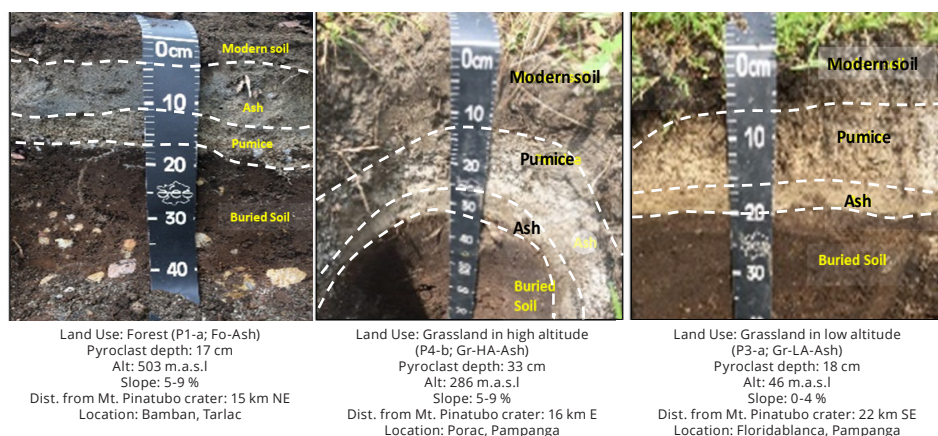 0cm
Modern soil
10
Ash
Pumice
20
30
Buried Soil
40
0cm
Modern soil
10
Pumice
20
30
Ash
Ash
40
Buried
Soil
0cm
Modern soil
10
Pumice
Ash
20
Buried Soil
30
Land Use: Forest (P1-a; Fo-Ash)
Pyroclast depth: 17 cm
Alt: 503 m.a.s.l
Slope: 5-9 %
Dist. from Mt. Pinatubo crater: 15 km NE
Location: Bamban, Tarlac
Land Use: Grassland in high altitude
(P4-b; Gr-HA-Ash)
Pyroclast depth: 33 cm
Alt: 286 m.a.s.l
Slope: 5-9 %
Dist. from Mt. Pinatubo crater: 16 km E
Location: Porac, Pampanga
Land Use: Grassland in low altitude
(P3-a; Gr-LA-Ash)
Pyroclast depth: 18 cm
Alt: 46 m.a.s.l
Slope: 0-4 %
Dist. from Mt. Pinatubo crater: 22 km SE
Location: Floridablanca, Pampanga